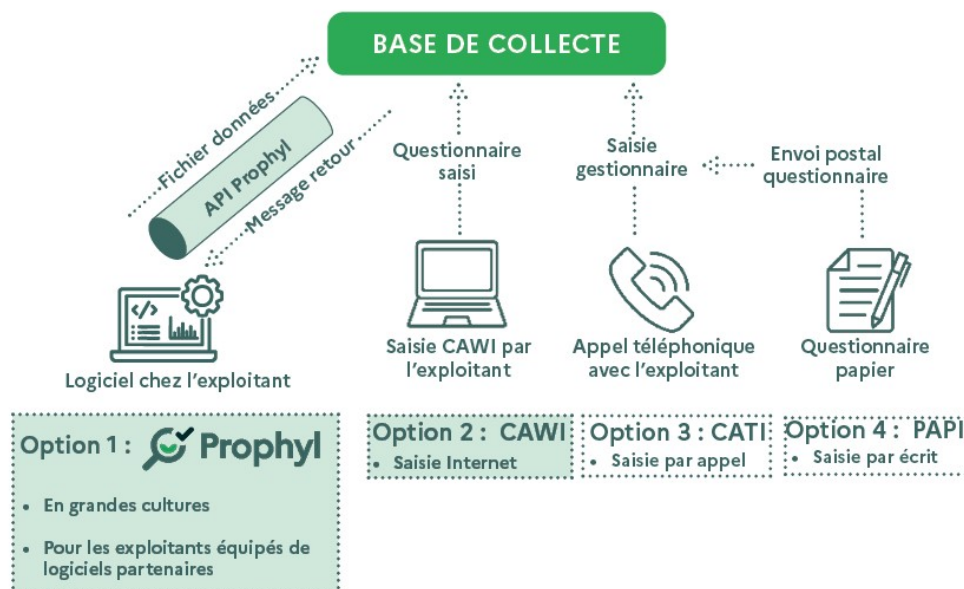 BASE DE COLLECTE
Fichier données
API Prophyl
Message retour
Questionnaire
saisi
Saisie
gestionnaire
Envoi postal
questionnaire
</>
Logiciel chez l'exploitant
Saisie CAWI par
l'exploitant
Appel téléphonique
avec l'exploitant
Questionnaire
papier
Option 1 : Prophyl
• En grandes cultures
• Pour les exploitants équipés de
logiciels partenaires
Option 2 : CAWI
• Saisie Internet
Option 3 : CATI
• Saisie par appel
Option 4 : PAPI
• Saisie par écrit